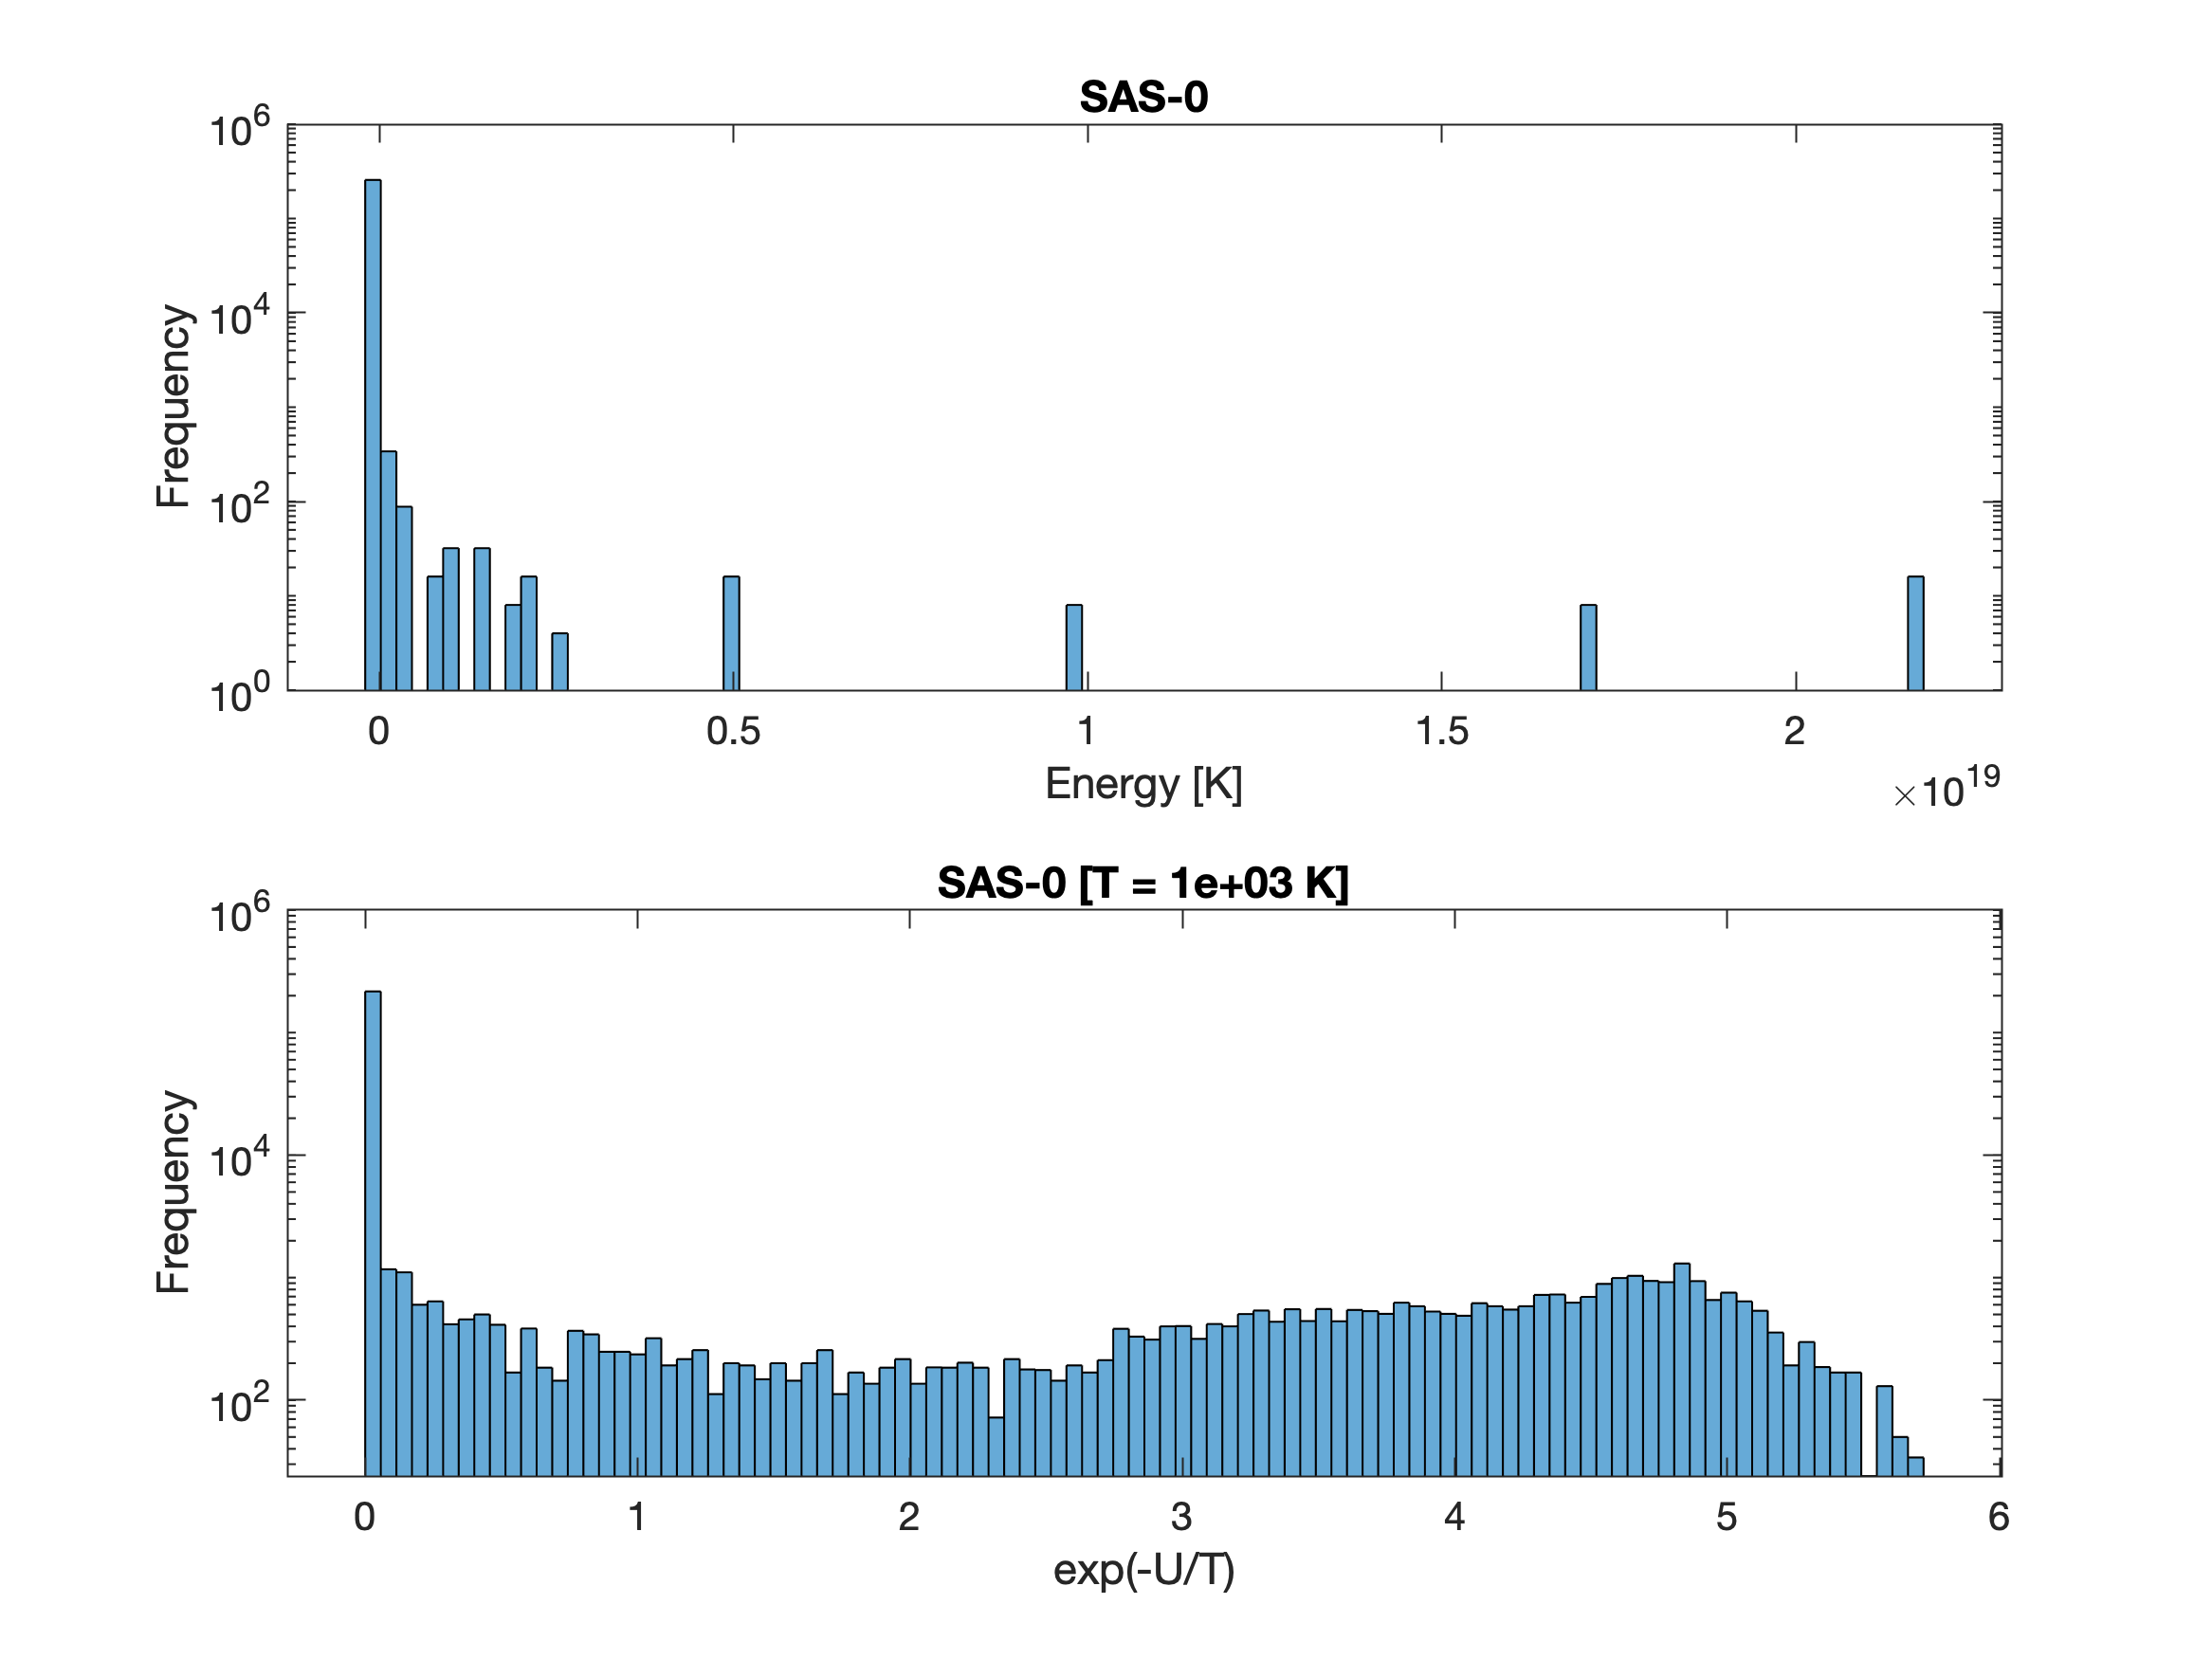 SAS-0
10^6
10^4
10^2
10^0
Frequency
0 0.5 1 1.5 2
Energy [K]
×10^19
SAS-0 [T = 1e+03 K]
10^6
10^4
10^2
Frequency
0 1 2 3 4 5 6
exp(-U/T)